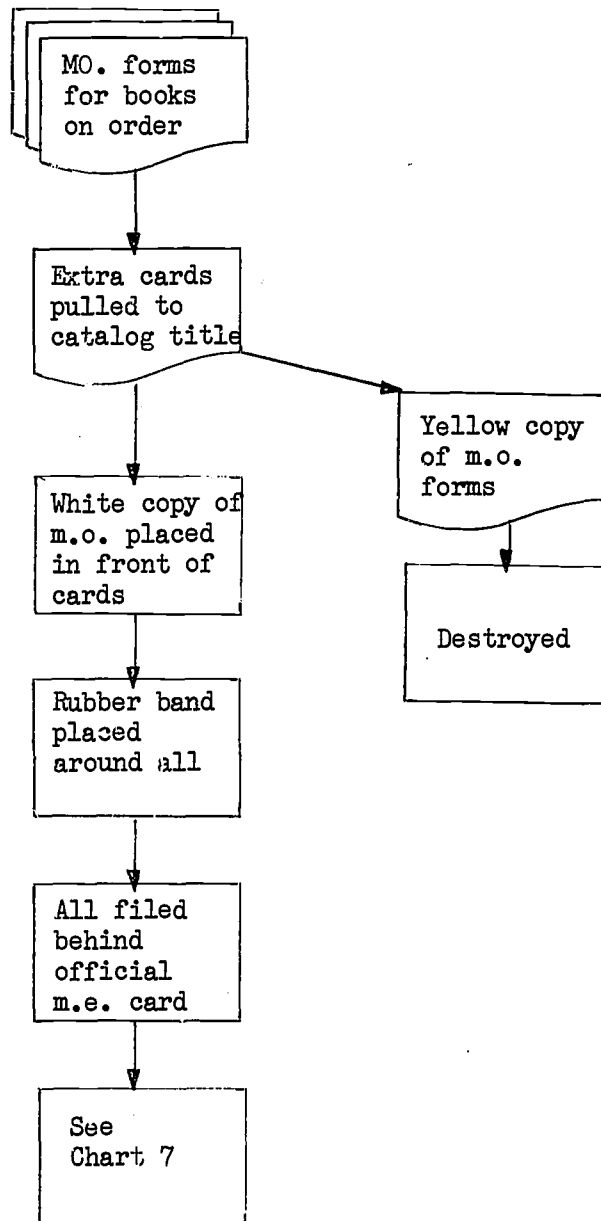 MO. forms
for books
on order
Extra cards
pulled to
catalog title
Yellow copy
of m.o.
forms
White copy of
m.o. placed
in front of
cards
Destroyed
Rubber band
placed
around all
All filed
behind
official
m.e. card
See
Chart 7